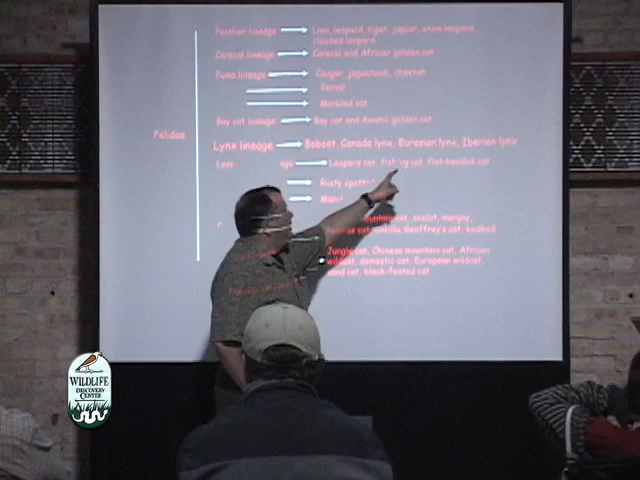 Panther lineage Lion, leopard, tiger, jaguar, snow leopard,
clouded leopard
Caracal lineage Caracal and African golden cat
Puma lineage Cougar, jaguarundi, cheetah
Serval
Marbled cat
Bay cat lineage Bay cat and Asiatic golden cat
Felidae
Lynx lineage Bobcat, Canada lynx, Eurasian lynx, Iberian lynx
Leopard cat, fishing cat, flat-headed cat
Rusty
mountain cat, ocelot, margay,
Geoffrey's cat, kodkod
Jungle cat, Chinese mountain cat, African
wildcat, domestic cat, European wildcat,
sand cat, black-footed cat
WILDLIFE
DISCOVERY
CENTER